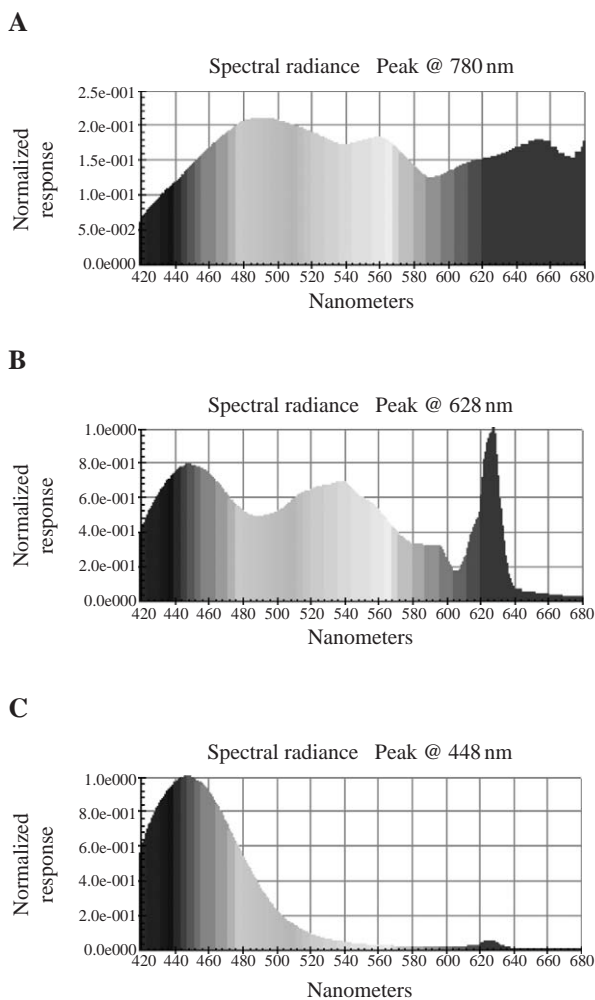 A
Spectral radiance Peak @ 780 nm
Normalized
response
2.5e-001
2.0e-001
1.5e-001
1.0e-001
5.0e-002
0.0e000
420 440 460 480 500 520 540 560 580 600 620 640 660 680
Nanometers
B
Spectral radiance Peak @ 628 nm
Normalized
response
1.0e000
8.0e-001
6.0e-001
4.0e-001
2.0e-001
0.0e000
420 440 460 480 500 520 540 560 580 600 620 640 660 680
Nanometers
C
Spectral radiance Peak @ 448 nm
Normalized
response
1.0e000
8.0e-001
6.0e-001
4.0e-001
2.0e-001
0.0e000
420 440 460 480 500 520 540 560 580 600 620 640 660 680
Nanometers